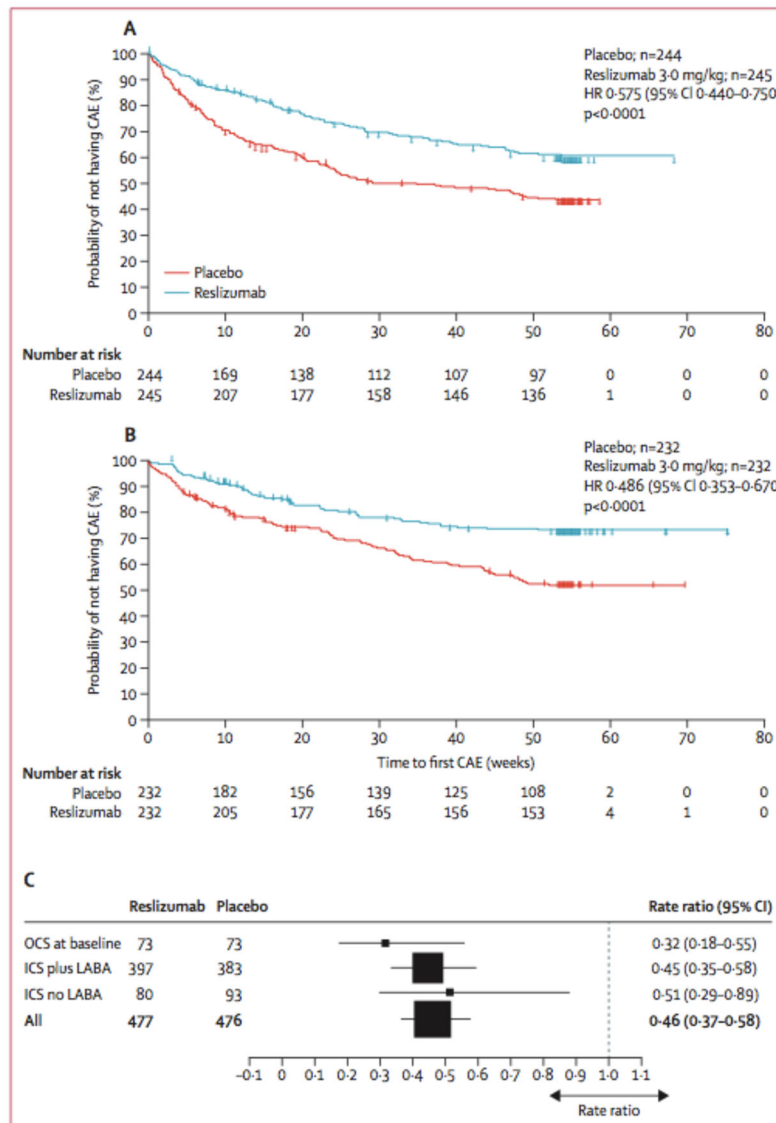 A
Placebo; n=244
Reslizumab 3·0 mg/kg; n=245
HR 0·575 (95% CI 0·440–0·750
p<0·0001
Probability of not having CAE (%)
100
90
80
70
60
50
40
30
20
10
0
Placebo
Reslizumab
0 10 20 30 40 50 60 70 80
Number at risk
Placebo 244 169 138 112 107 97 0 0 0
Reslizumab 245 207 177 158 146 136 1 0 0
B
Placebo; n=232
Reslizumab 3·0 mg/kg; n=232
HR 0·486 (95% CI 0·353–0·670
p<0·0001
Probability of not having CAE (%)
100
90
80
70
60
50
40
30
20
10
0
0 10 20 30 40 50 60 70 80
Time to first CAE (weeks)
Number at risk
Placebo 232 182 156 139 125 108 2 0 0
Reslizumab 232 205 177 165 156 153 4 1 0
C
Reslizumab Placebo Rate ratio (95% CI)
OCS at baseline 73 73 0·32 (0·18–0·55)
ICS plus LABA 397 383 0·45 (0·35–0·58)
ICS no LABA 80 93 0·51 (0·29–0·89)
All 477 476 0·46 (0·37–0·58)
–0·1 0 0·1 0·2 0·3 0·4 0·5 0·6 0·7 0·8 0·9 1·0 1·1
Rate ratio